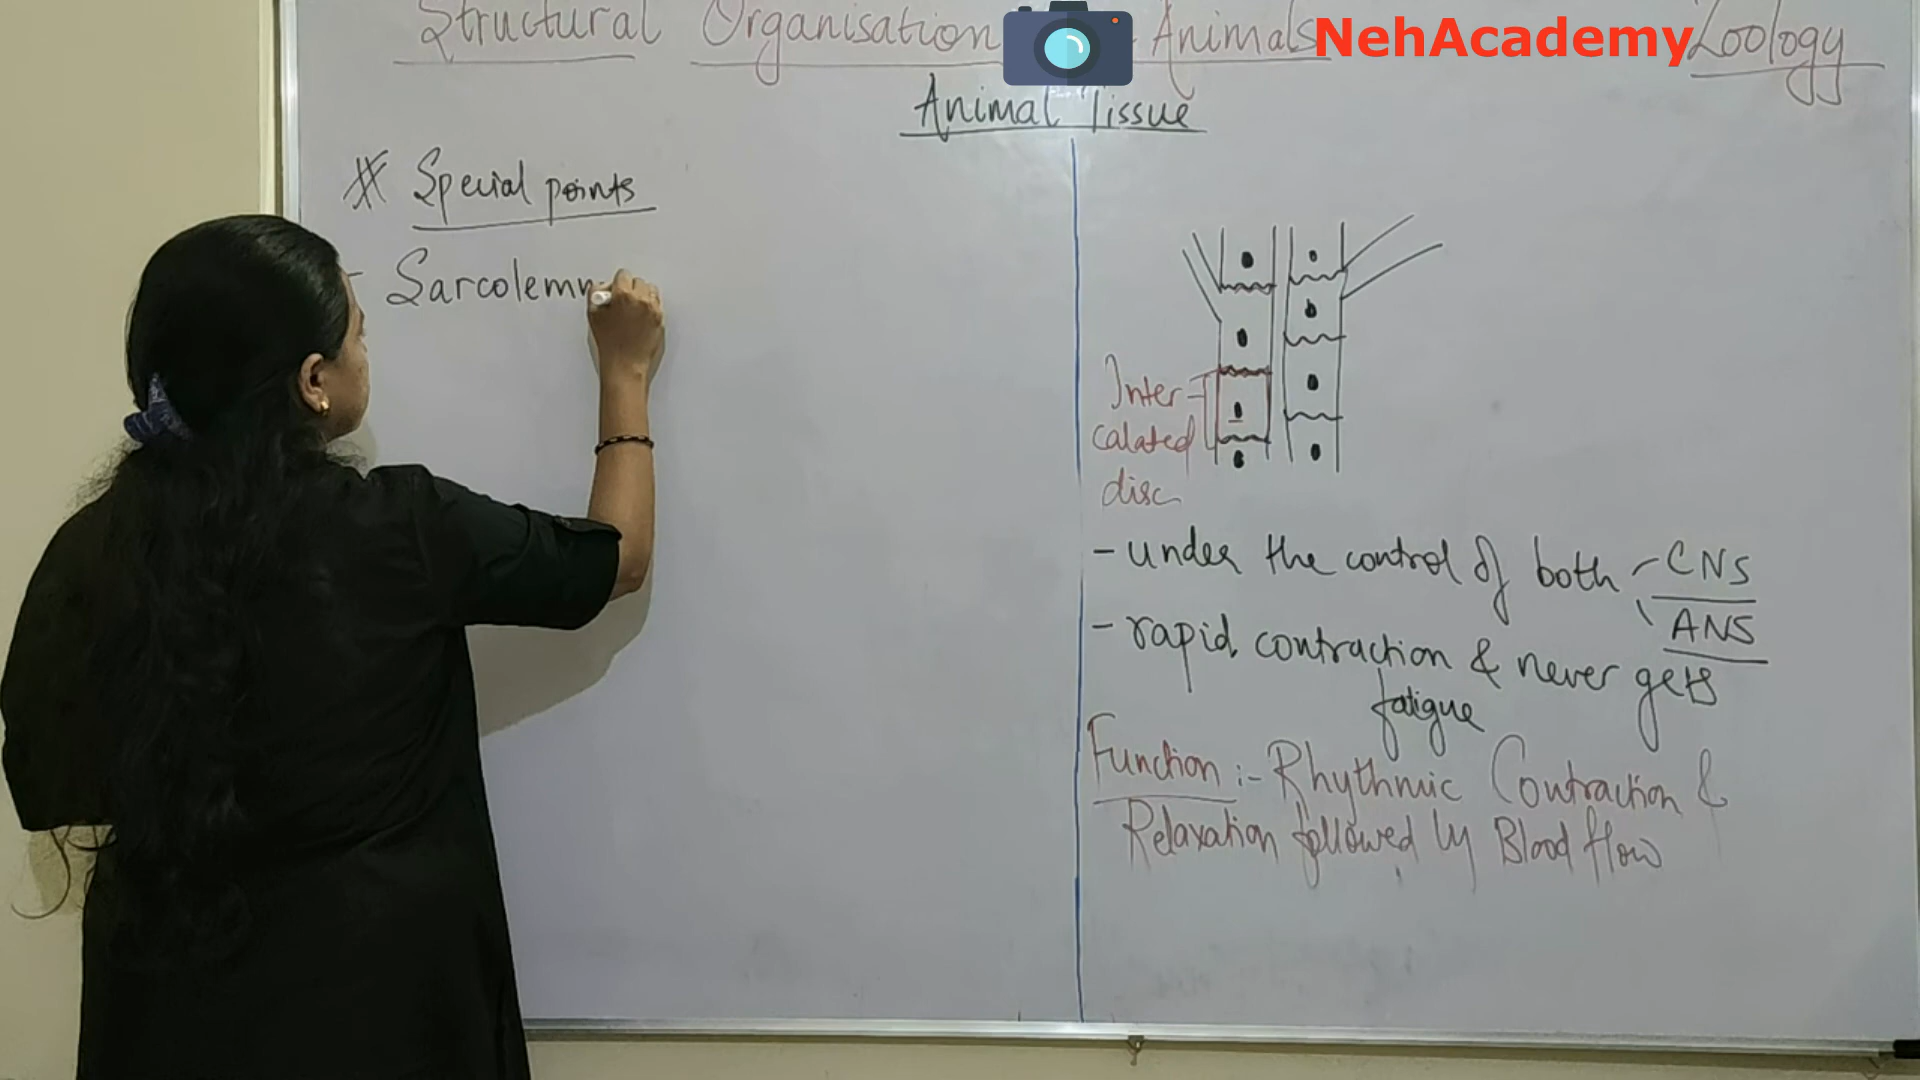 Structural Organisation Animals Zoology
NehAcademy
Animal Tissue
# Special points
- Sarcolemm
Inter
calated
disc
- under the control of both - CNS
ANS
- rapid contraction & never gets
fatigue
Function :- Rhythmic Contraction &
Relaxation followed by Blood flow